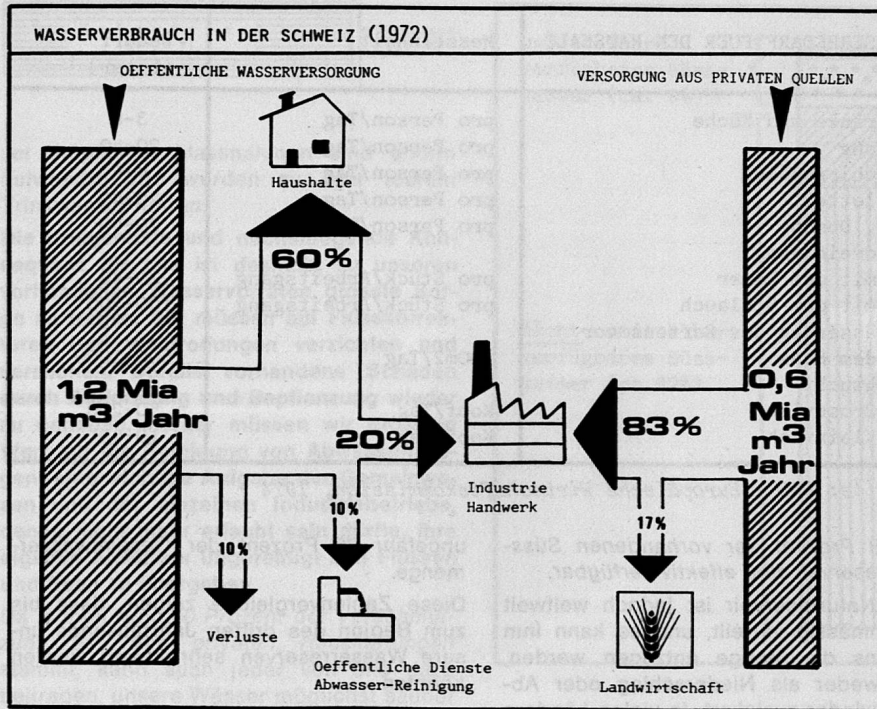 WASSERVERBRAUCH IN DER SCHWEIZ (1972)
OEFFENTLICHE WASSERVERSORGUNG
VERSORGUNG AUS PRIVATEN QUELLEN
Haushalte
60%
1,2 Mia
m3 / Jahr
20%
Industrie
Handwerk
83%
0,6
Mia
m3
Jahr
10%
10%
17%
Verluste
Oeffentliche Dienste
Abwasser-Reinigung
Landwirtschaft